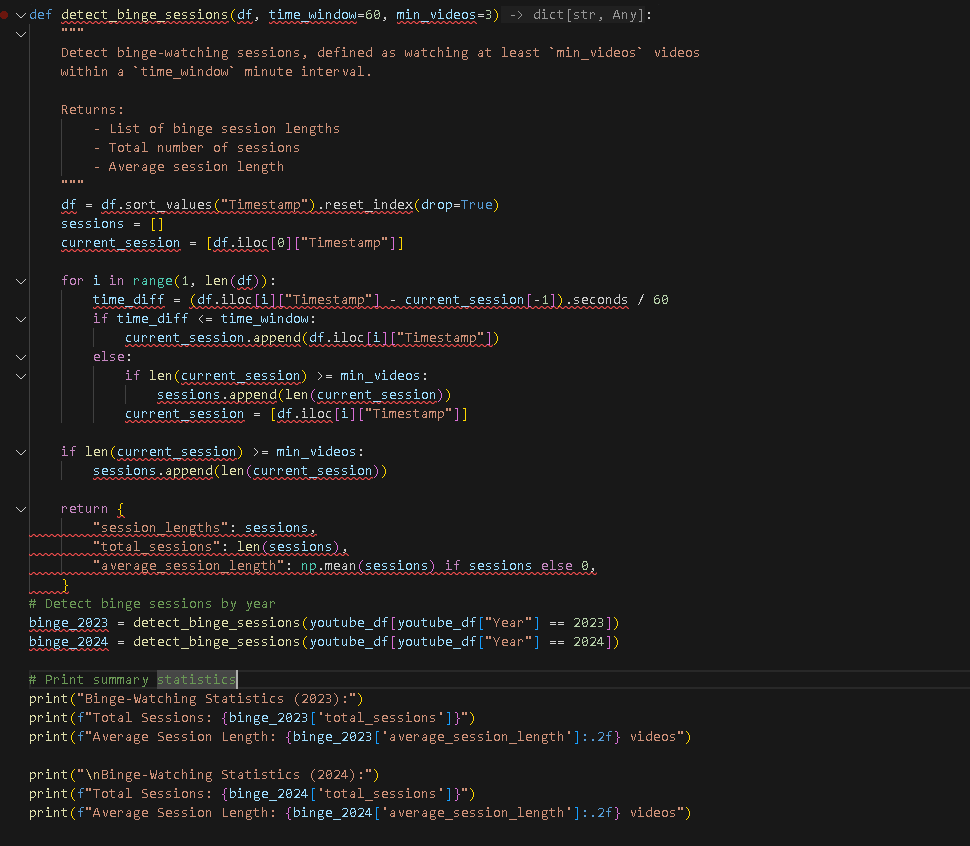 def detect_binge_sessions(df, time_window=60, min_videos=3) -> dict[str, Any]:
    """
    Detect binge-watching sessions, defined as watching at least `min_videos` videos
    within a `time_window` minute interval.

    Returns:
        - List of binge session lengths
        - Total number of sessions
        - Average session length
    """
    df = df.sort_values("Timestamp").reset_index(drop=True)
    sessions = []
    current_session = [df.iloc[0]["Timestamp"]]

    for i in range(1, len(df)):
        time_diff = (df.iloc[i]["Timestamp"] - current_session[-1]).seconds / 60
        if time_diff <= time_window:
            current_session.append(df.iloc[i]["Timestamp"])
        else:
            if len(current_session) >= min_videos:
                sessions.append(len(current_session))
            current_session = [df.iloc[i]["Timestamp"]]

    if len(current_session) >= min_videos:
        sessions.append(len(current_session))

    return {
        "session_lengths": sessions,
        "total_sessions": len(sessions),
        "average_session_length": np.mean(sessions) if sessions else 0,
    }
# Detect binge sessions by year
binge_2023 = detect_binge_sessions(youtube_df[youtube_df["Year"] == 2023])
binge_2024 = detect_binge_sessions(youtube_df[youtube_df["Year"] == 2024])

# Print summary statistics
print("Binge-Watching Statistics (2023):")
print(f"Total Sessions: {binge_2023['total_sessions']}")
print(f"Average Session Length: {binge_2023['average_session_length']:.2f} videos")

print("\nBinge-Watching Statistics (2024):")
print(f"Total Sessions: {binge_2024['total_sessions']}")
print(f"Average Session Length: {binge_2024['average_session_length']:.2f} videos")